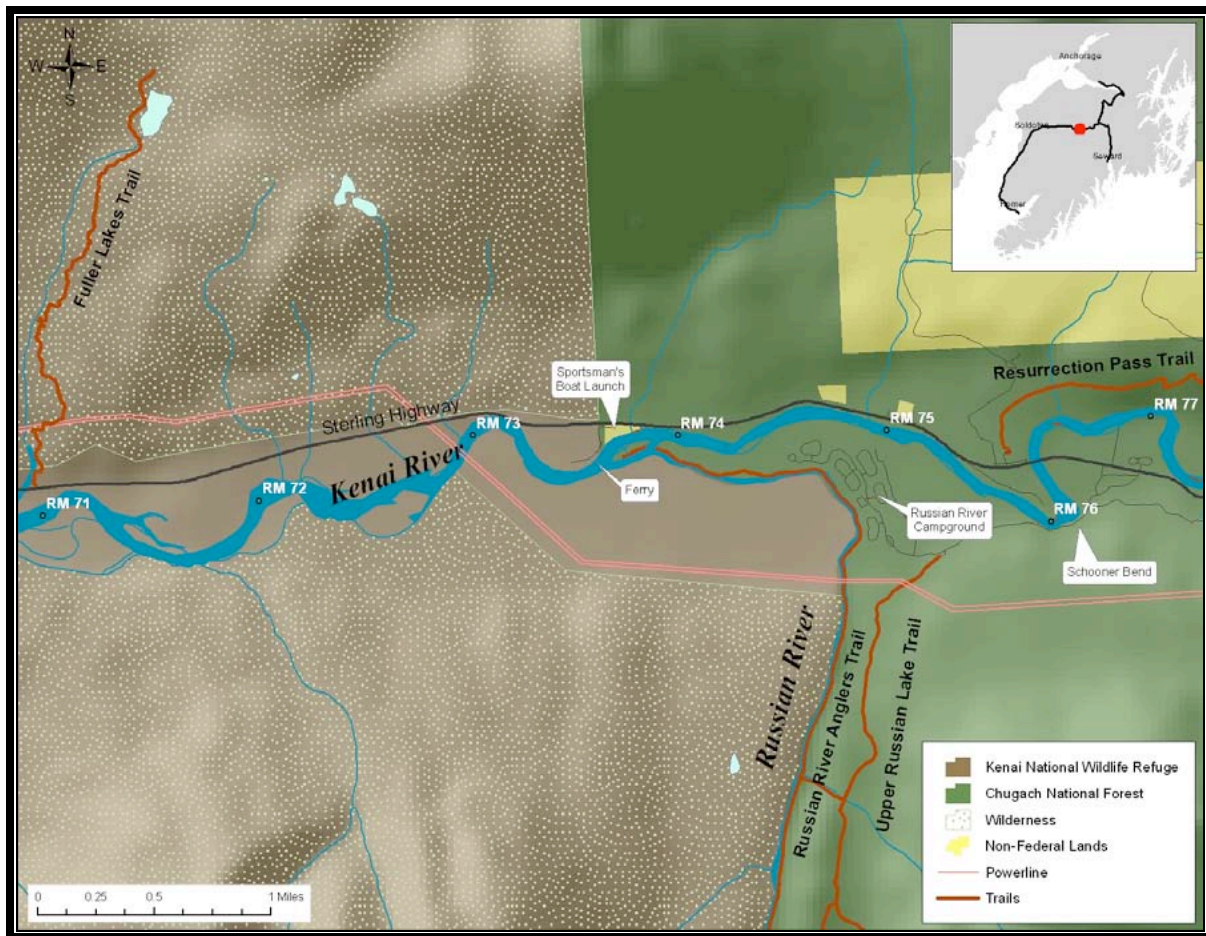 N
W E
S
Anchorage
Soldotna
Seward
Homer
Fuller Lakes Trail
Sportsman's
Boat Launch
Resurrection Pass Trail
Sterling Highway
RM 73
RM 74
RM 75
RM 77
Kenai River
RM 71
RM 72
Ferry
Russian River
Campground
RM 76
Schooner Bend
Russian River
Russian River Anglers Trail
Upper Russian Lake Trail
Kenai National Wildlife Refuge
Chugach National Forest
Wilderness
Non-Federal Lands
Powerline
Trails
0 0.25 0.5 1 Miles